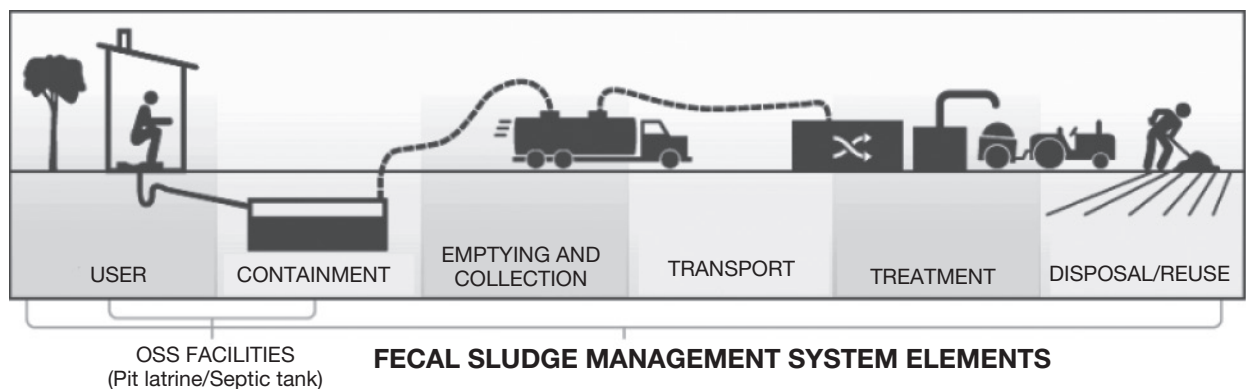 USER
CONTAINMENT
EMPTYING AND
COLLECTION
TRANSPORT
TREATMENT
DISPOSAL/REUSE
OSS FACILITIES
(Pit latrine/Septic tank)
FECAL SLUDGE MANAGEMENT SYSTEM ELEMENTS